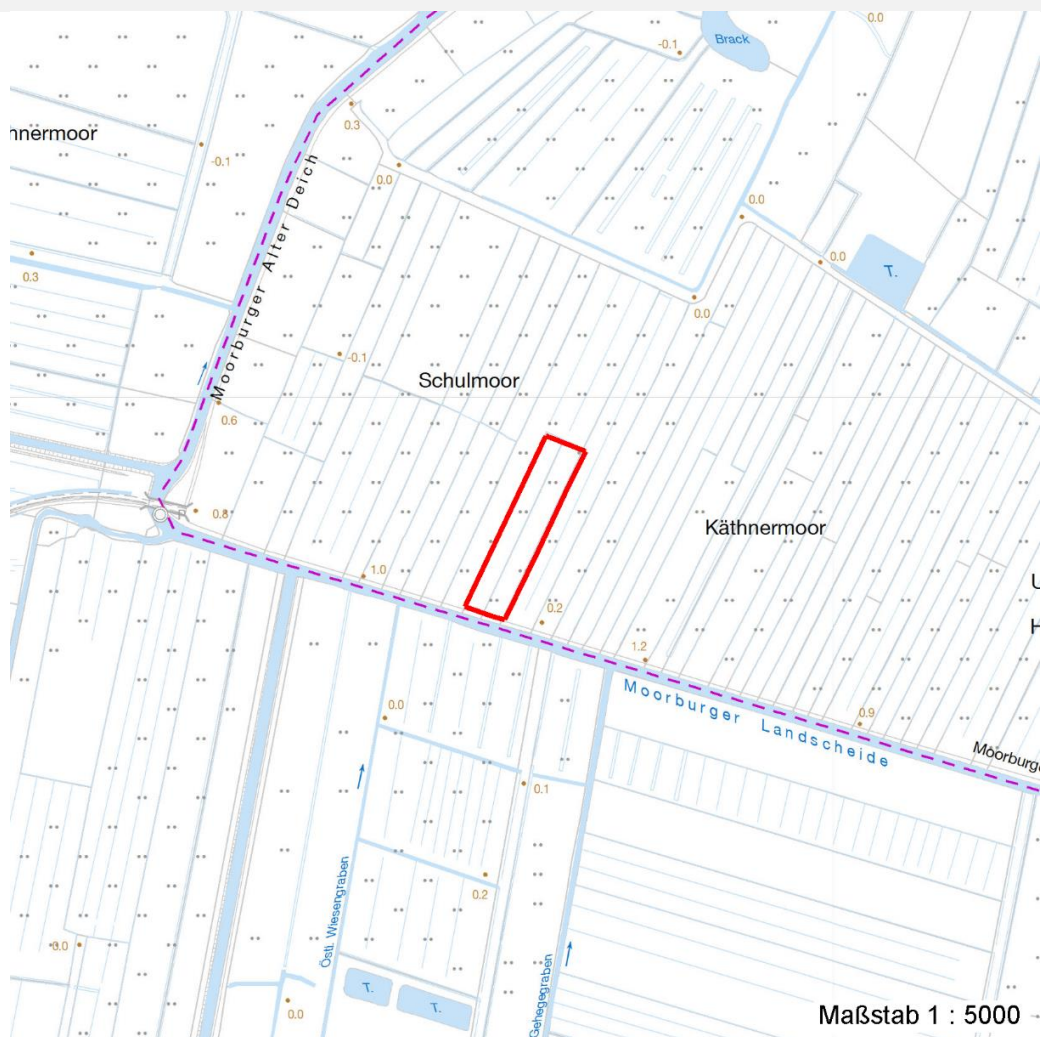 0.0
-0.1
Brack
0.3
hnermoor
-0.1
0.0
Moorburger Alter Deich
0.0
0.0
0.3
T.
0.0
-0.1
Schulmoor
0.6
0.8
P
Käthnermoor
1.0
U
0.2
H
1.2
Moorburger Landscheide
0.0
0.9
Moorburge
0.1
0.2
Östl. Wiesengraben
0.0
Gehegegraben
T.
T.
0.0
Maßstab 1 : 5000